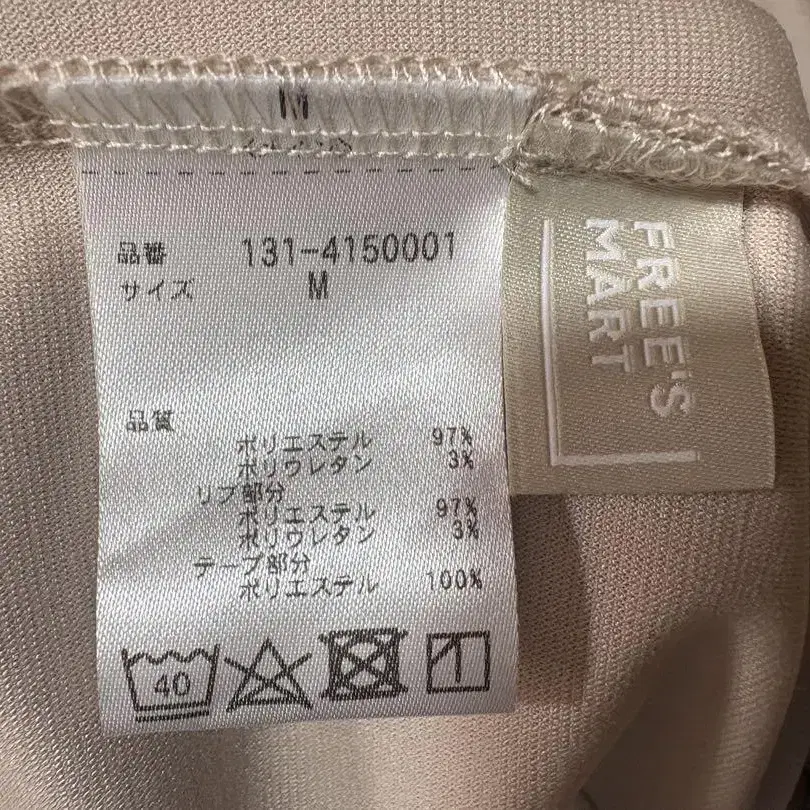 M
品番 131-4150001
サイズ M
品質
ポリエステル 97%
ポリウレタン 3%
リブ部分
ポリエステル 97%
ポリウレタン 3%
テープ部分
ポリエステル 100%
40
FREE'S
MART